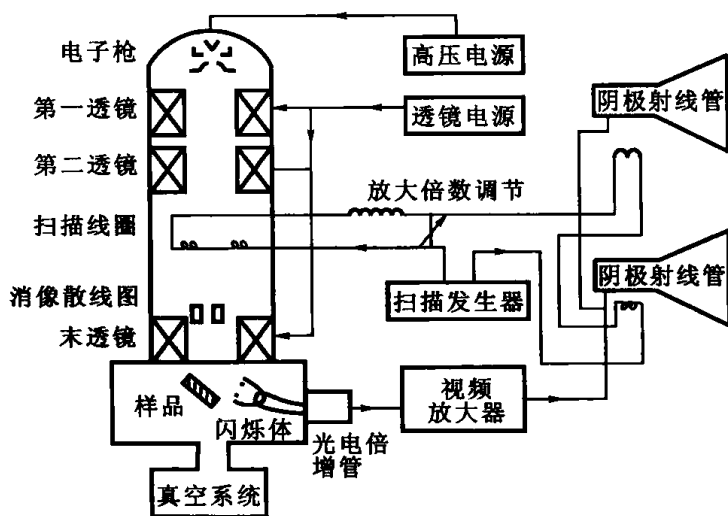 电子枪
高压电源
第一透镜
透镜电源
阴极射线管
第二透镜
放大倍数调节
扫描线圈
阴极射线管
消像散线图
扫描发生器
末透镜
样品
闪烁体
光电倍
增管
视频
放大器
真空系统